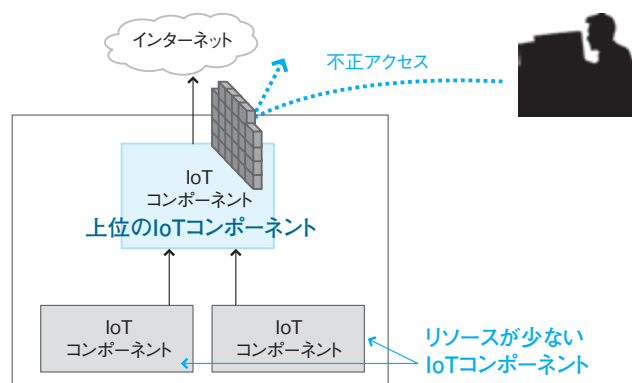 インターネット
不正アクセス
IoT
コンポーネント
上位のIoTコンポーネント
IoT
コンポーネント
IoT
コンポーネント
リソースが少ない
IoTコンポーネント